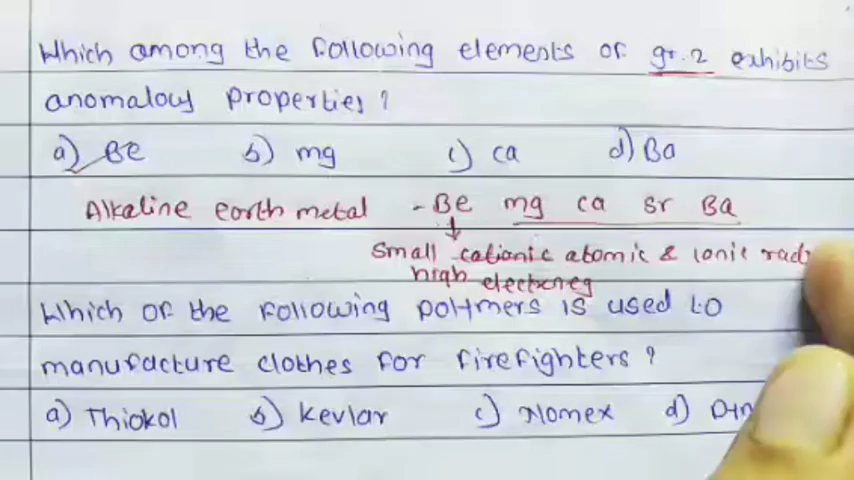 Which among the following elements of gr.2 exhibits
anomalous properties?
a) Be b) mg c) ca d) Ba
Alkaline earth metal - Be mg ca sr Ba
Small cationic atomic & ionic
high electroneg
Which of the following polymers is used to
manufacture clothes for firefighters?
a) Thiokol b) Kevlar c) Nomex d)